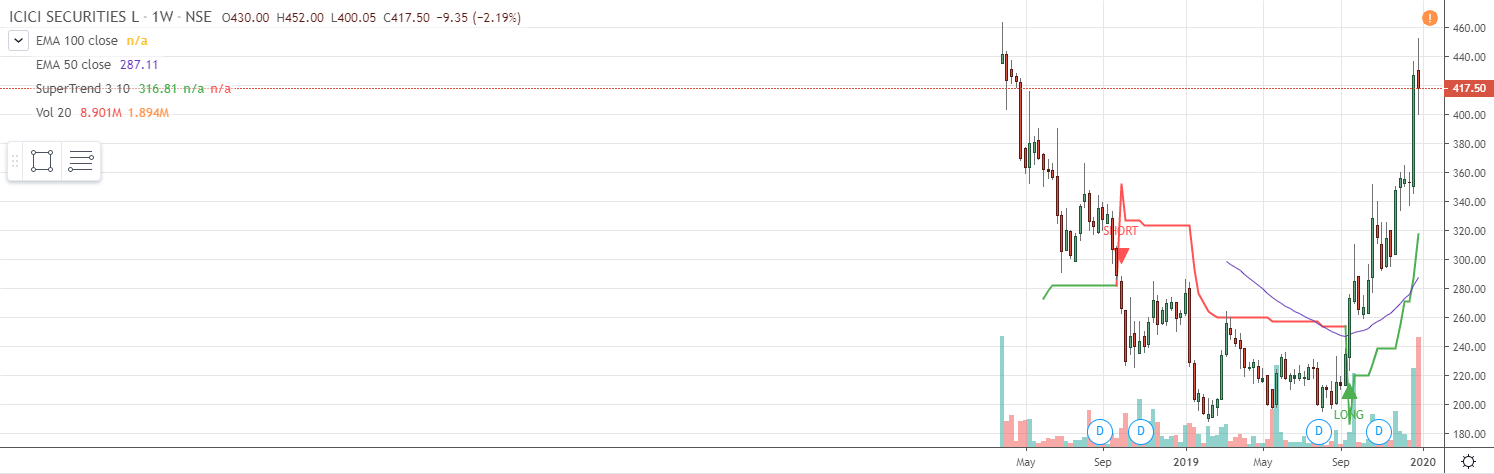 ICICI SECURITIES L · 1W · NSE O430.00 H452.00 L400.05 C417.50 −9.35 (−2.19%)
EMA 100 close n/a
EMA 50 close 287.11
SuperTrend 3 10 316.81 n/a n/a
Vol 20 8.901M 1.894M
SHORT
LONG
D D D D
460.00
440.00
417.50
400.00
380.00
360.00
340.00
320.00
300.00
280.00
260.00
240.00
220.00
200.00
180.00
May Sep 2019 May Sep 2020